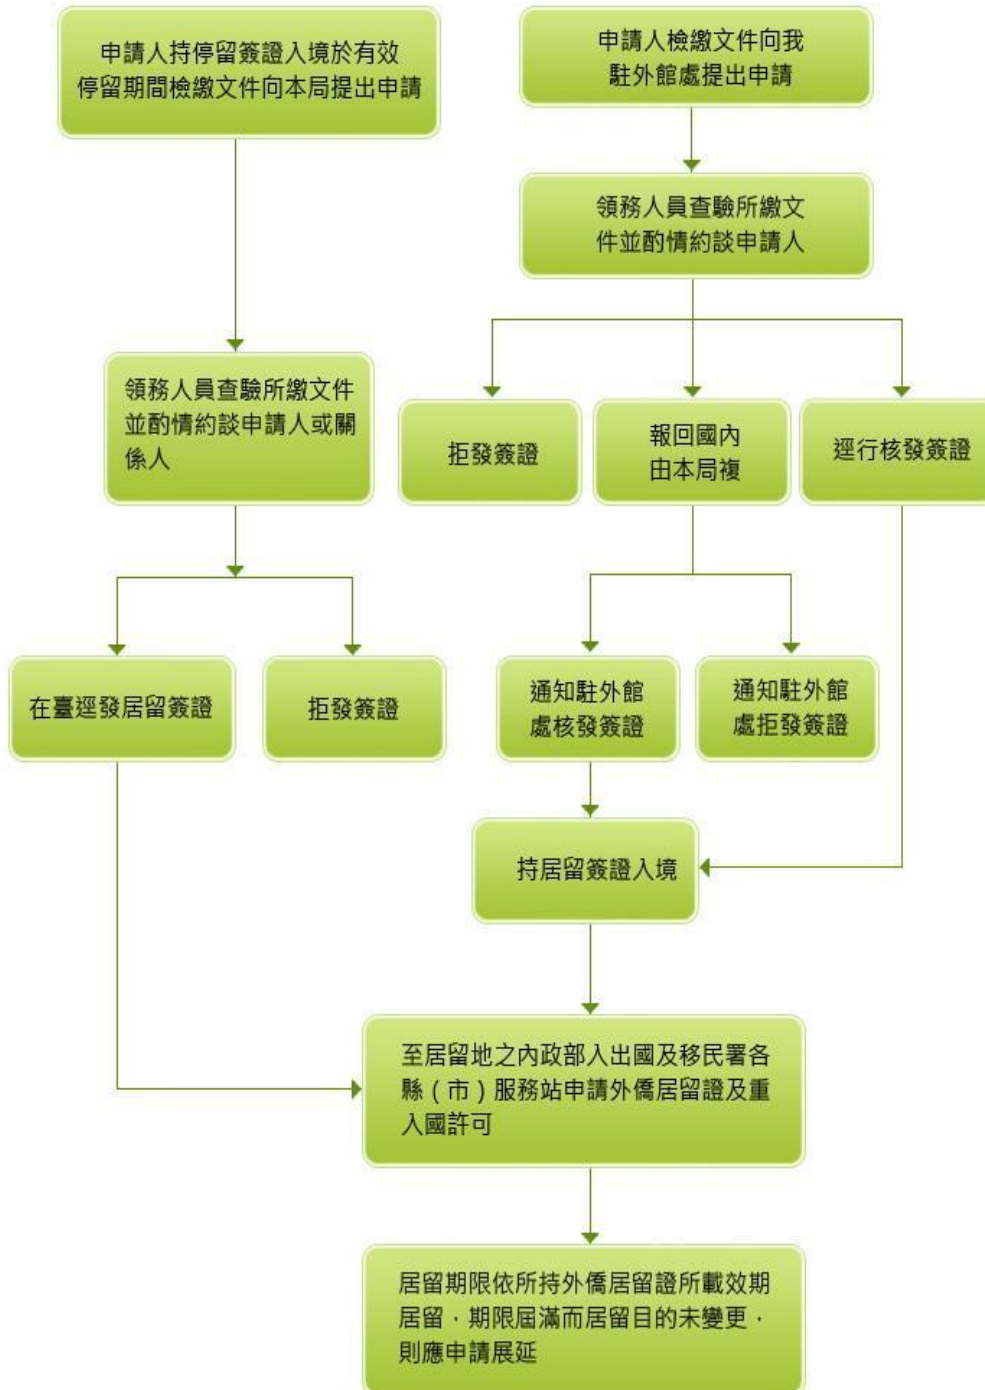 申請人持停留簽證入境於有效
停留期間檢繳文件向本局提出申請
申請人檢繳文件向我
駐外館處提出申請
領務人員查驗所繳文
件並酌情約談申請人
領務人員查驗所繳文件
並酌情約談申請人或關
係人
拒發簽證
報回國內
由本局複
逕行核發簽證
在臺逕發居留簽證
拒發簽證
通知駐外館
處核發簽證
通知駐外館
處拒發簽證
持居留簽證入境
至居留地之內政部入出國及移民署各
縣（市）服務站申請外僑居留證及重
入國許可
居留期限依所持外僑居留證所載效期
居留，期限屆滿而居留目的未變更，
則應申請展延